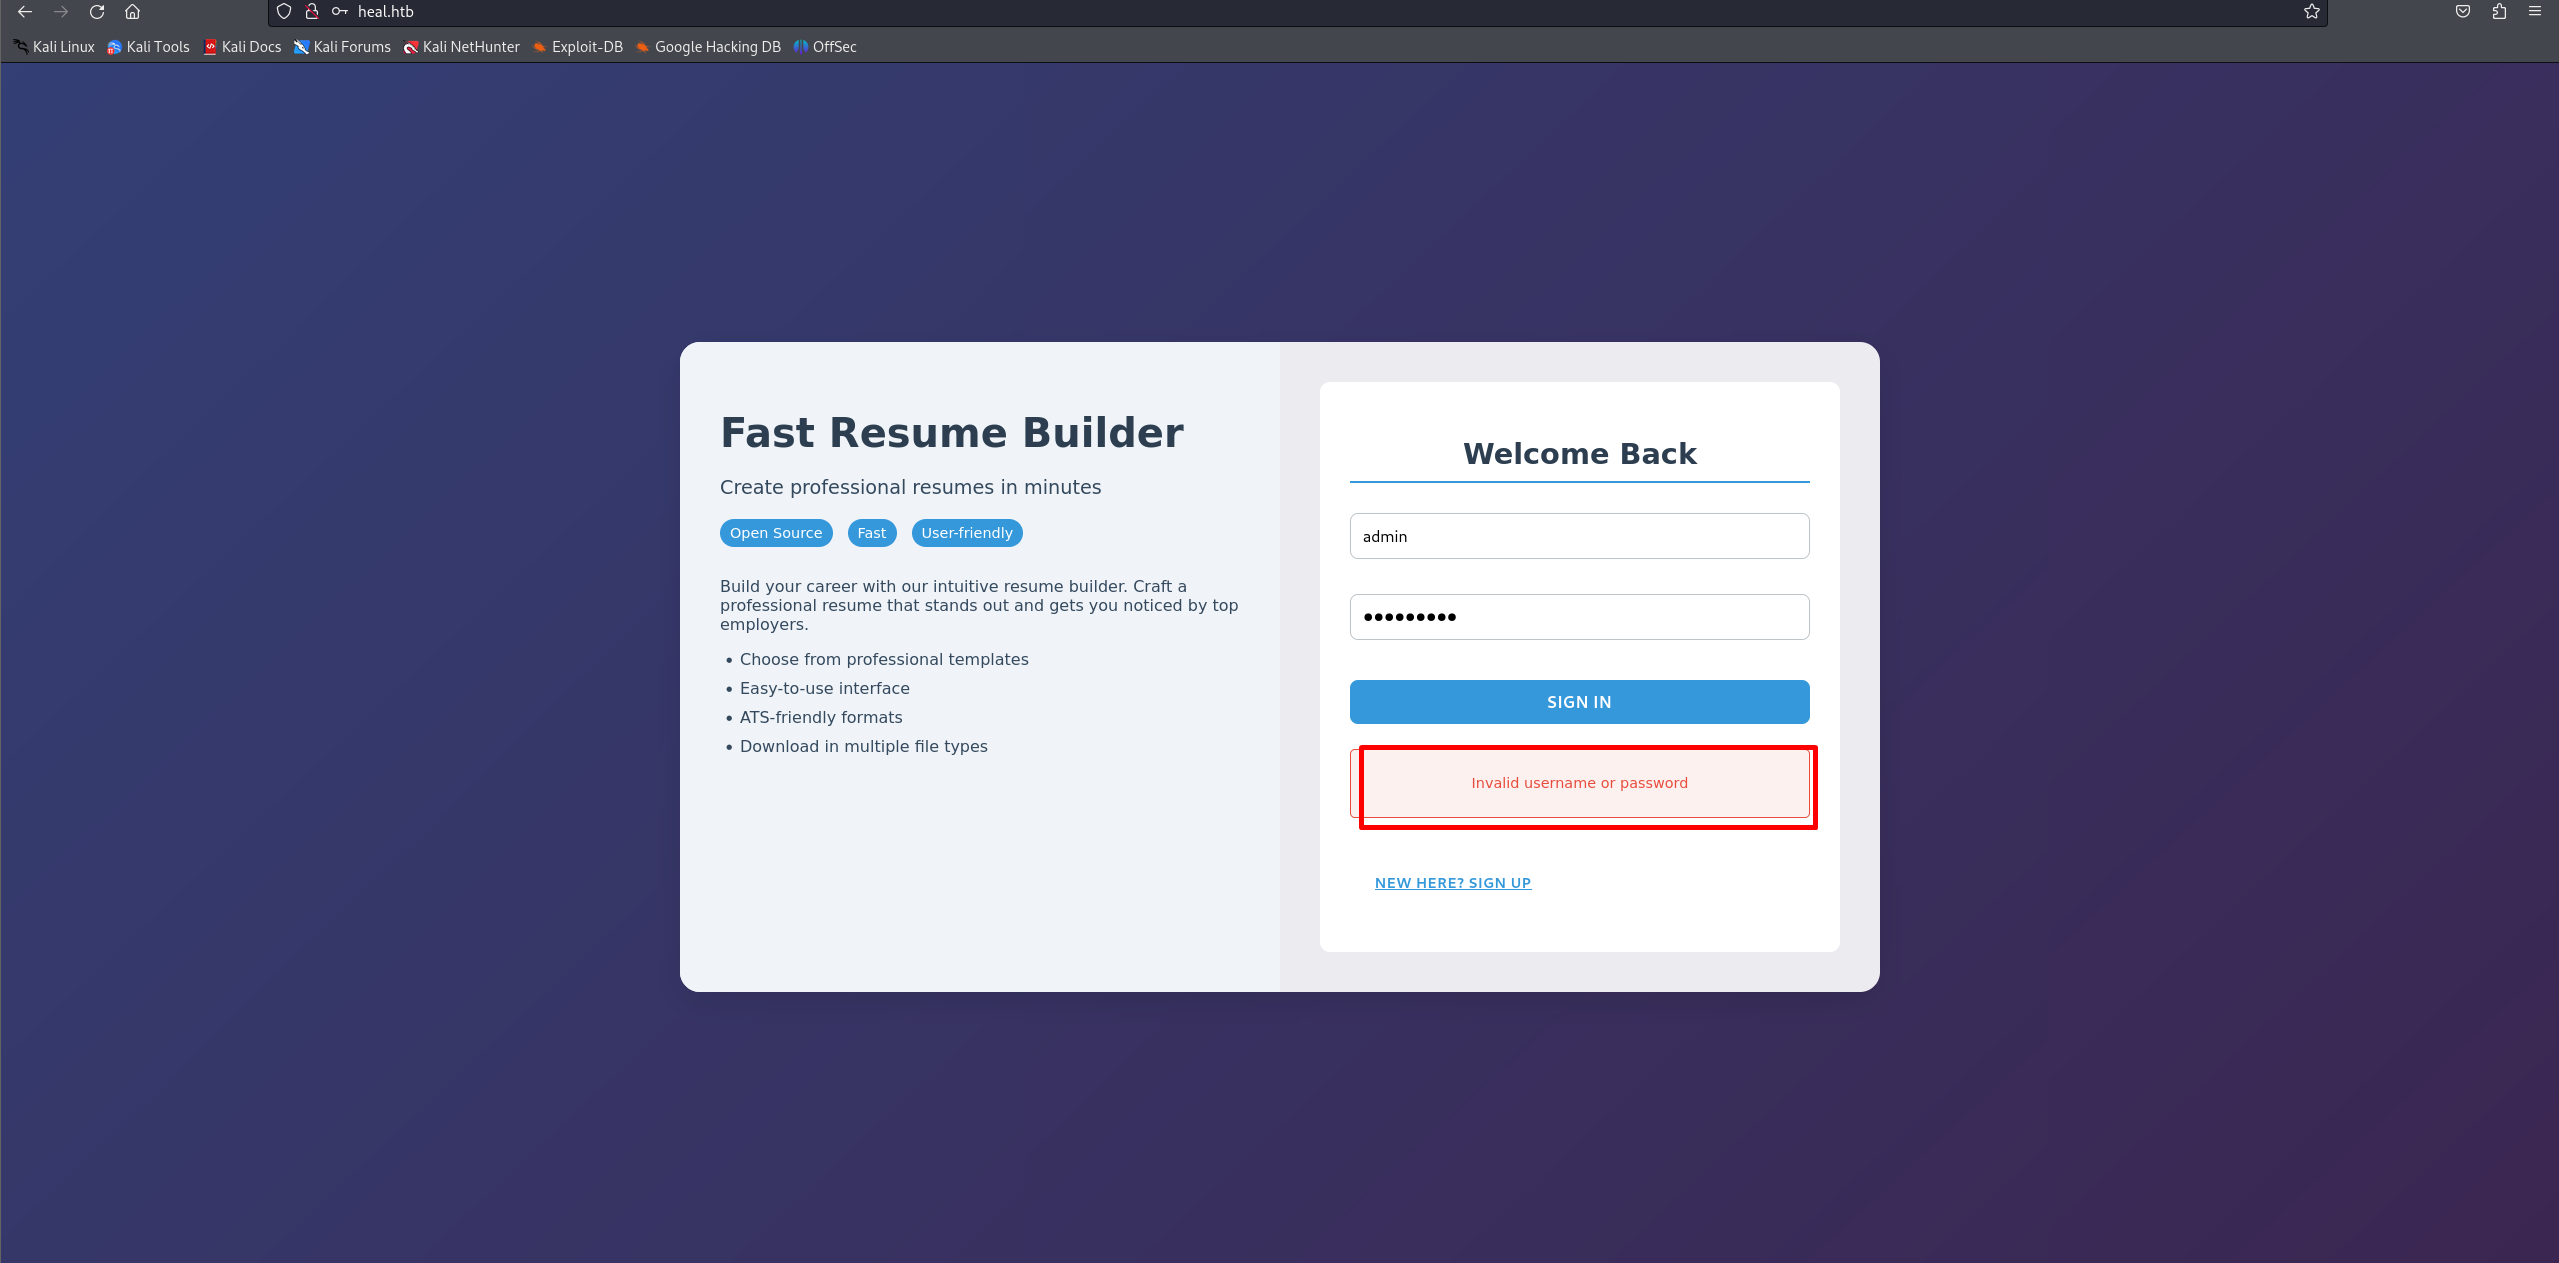 heal.htb
Kali Linux Kali Tools Kali Docs Kali Forums Kali NetHunter Exploit-DB Google Hacking DB OffSec
Fast Resume Builder
Create professional resumes in minutes
Open Source Fast User-friendly
Build your career with our intuitive resume builder. Craft a
professional resume that stands out and gets you noticed by top
employers.
• Choose from professional templates
• Easy-to-use interface
• ATS-friendly formats
• Download in multiple file types
Welcome Back
admin
•••••••••
SIGN IN
Invalid username or password
NEW HERE? SIGN UP